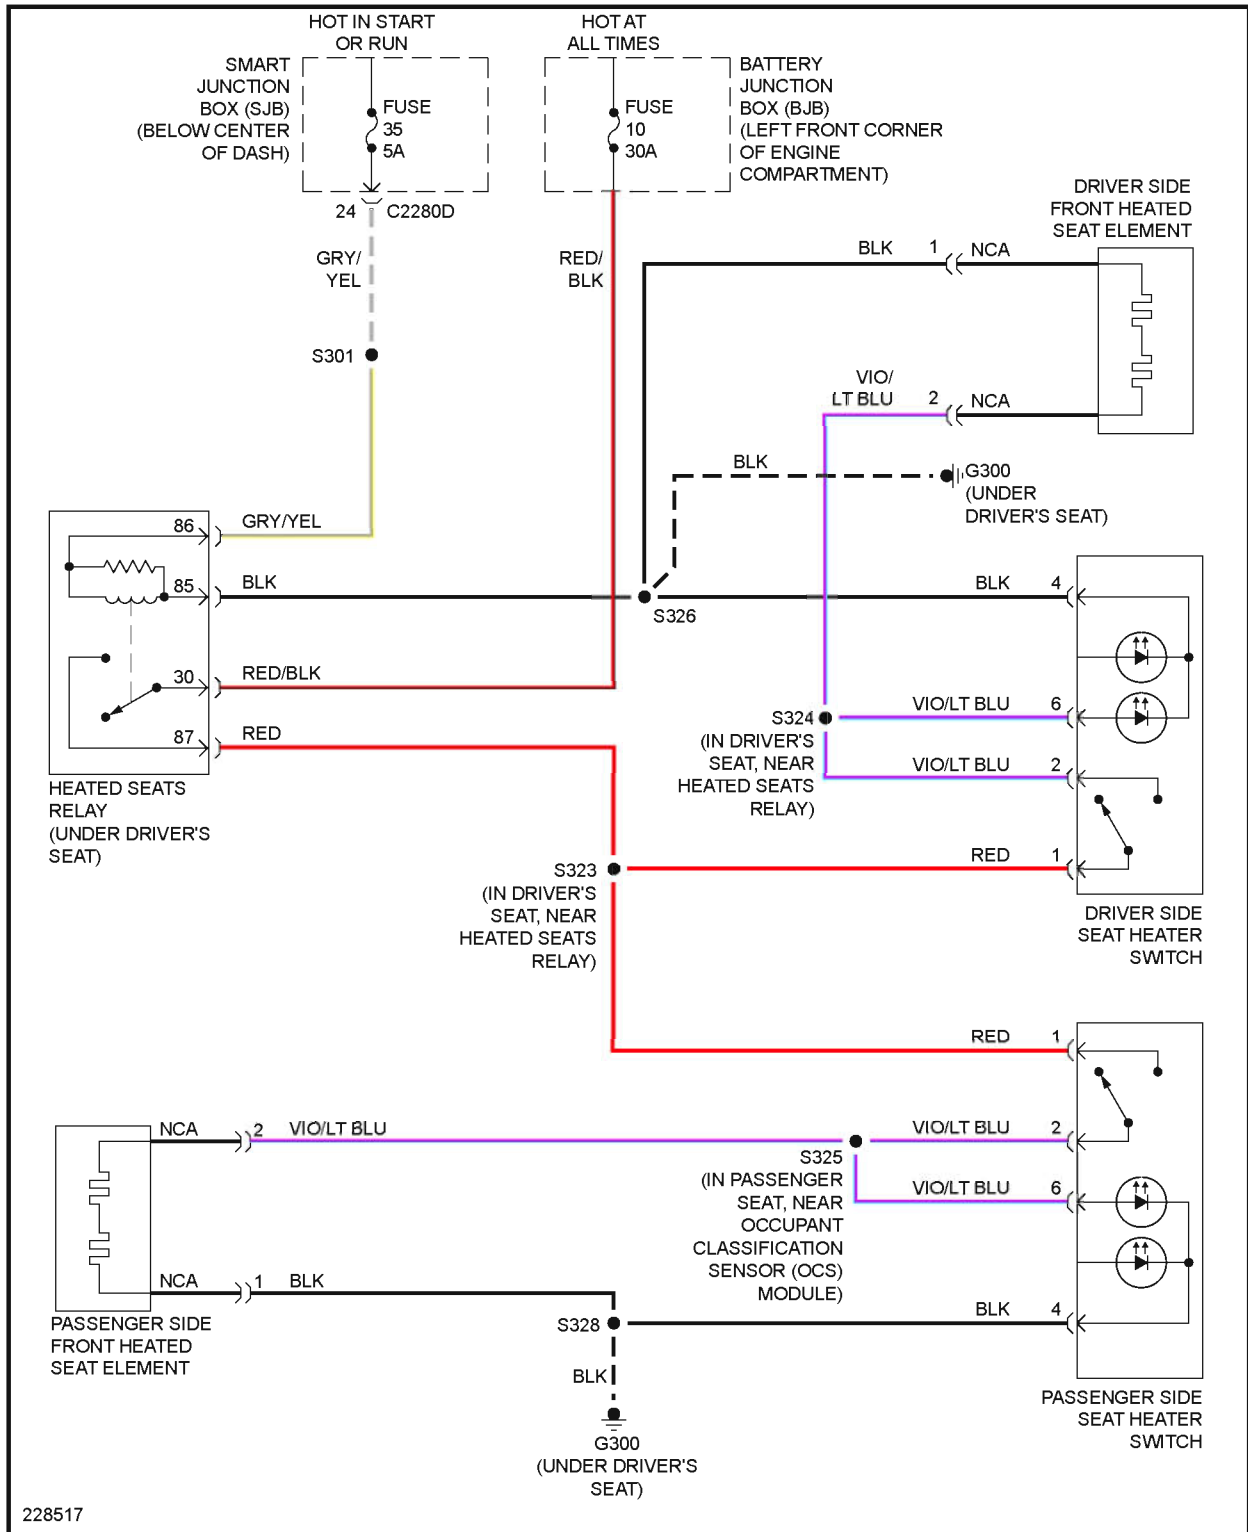 HOT IN START
OR RUN
HOT AT
ALL TIMES
SMART
JUNCTION
BOX (SJB)
(BELOW CENTER
OF DASH)
FUSE
35
5A
FUSE
10
30A
BATTERY
JUNCTION
BOX (BJB)
(LEFT FRONT CORNER
OF ENGINE
COMPARTMENT)
24
C2280D
DRIVER SIDE
FRONT HEATED
SEAT ELEMENT
GRY/
YEL
RED/
BLK
BLK
1
NCA
S301
VIO/
LT BLU
2
NCA
BLK
G300
(UNDER
DRIVER'S SEAT)
86
GRY/YEL
85
BLK
BLK
4
S326
30
RED/BLK
87
RED
VIO/LT BLU
6
S324
(IN DRIVER'S
SEAT, NEAR
HEATED SEATS
RELAY)
VIO/LT BLU
2
HEATED SEATS
RELAY
(UNDER DRIVER'S
SEAT)
RED
1
S323
(IN DRIVER'S
SEAT, NEAR
HEATED SEATS
RELAY)
DRIVER SIDE
SEAT HEATER
SWITCH
RED
1
NCA
2
VIO/LT BLU
VIO/LT BLU
2
S325
(IN PASSENGER
SEAT, NEAR
OCCUPANT
CLASSIFICATION
SENSOR (OCS)
MODULE)
VIO/LT BLU
6
NCA
1
BLK
BLK
4
S328
PASSENGER SIDE
FRONT HEATED
SEAT ELEMENT
BLK
PASSENGER SIDE
SEAT HEATER
SWITCH
G300
(UNDER DRIVER'S
SEAT)
228517